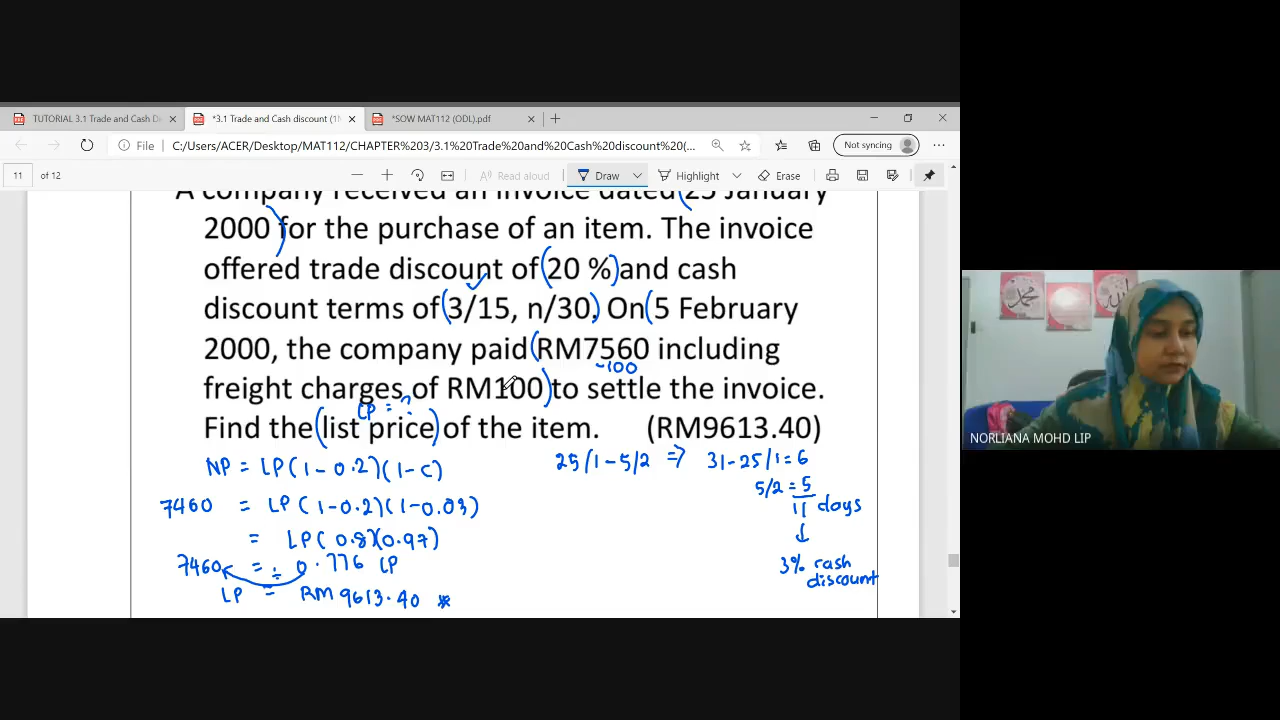 TUTORIAL 3.1 Trade and Cash Di
*3.1 Trade and Cash discount (1M
*SOW MAT112 (ODL).pdf
File
C:/Users/ACER/Desktop/MAT112/CHAPTER%203/3.1%20Trade%20and%20Cash%20discount%20(...
Not syncing
11 of 12
Read aloud
Draw
Highlight
Erase
A company received an invoice dated (25 January
2000) for the purchase of an item. The invoice
offered trade discount of (20 %) and cash
discount terms of (3/15, n/30.) On (5 February
2000, the company paid (RM7560 including
-100
freight charges of RM100) to settle the invoice.
LP = ?
Find the (list price) of the item. (RM9613.40)
NP = LP(1-0.2)(1-c)
25/1-5/2 => 31-25/1=6
5/2 = 5
7460 = LP(1-0.2)(1-0.03)
11 days
= LP(0.8)(0.97)
7460 = 0.776 LP
÷
3% cash
discount
LP = RM 9613.40 *
NORLIANA MOHD LIP